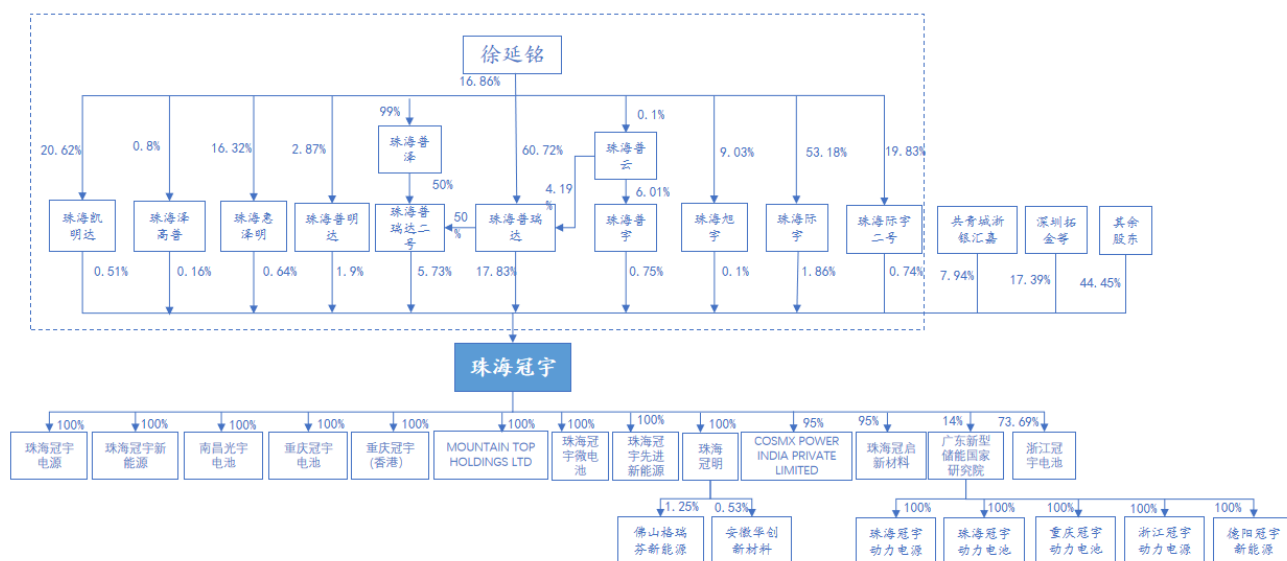 徐延铭
16.86%
20.62%
0.8%
16.32%
2.87%
99%
60.72%
0.1%
9.03%
53.18%
19.83%
珠海普
泽
珠海普
云
50%
4.19
%
6.01%
50
%
珠海凯
明达
珠海泽
高普
珠海惠
泽明
珠海普明
达
珠海普
瑞达二号
珠海普瑞
达
珠海普
宇
珠海旭
宇
珠海际
宇
珠海际宇
二号
共青城浙
银汇嘉
深圳拓
金等
其余
股东
0.51%
0.16%
0.64%
1.9%
5.73%
17.83%
0.75%
0.1%
1.86%
0.74%
7.94%
17.39%
44.45%
珠海冠宇
100%
100%
100%
100%
100%
100%
100%
100%
100%
95%
95%
14%
73.69%
珠海冠宇
电源
珠海冠宇新
能源
南昌光宇
电池
重庆冠宇
电池
重庆冠宇
(香港)
MOUNTAIN TOP
HOLDINGS LTD
珠海冠
宇微电池
珠海冠
宇先进
新能源
珠海
冠明
COSMX POWER
INDIA PRIVATE
LIMITED
珠海冠启
新材料
广东新型
储能国家
研究院
浙江冠
宇电池
1.25%
0.53%
100%
100%
100%
100%
100%
佛山格瑞
芬新能源
安徽华创
新材料
珠海冠宇
动力电源
珠海冠宇
动力电池
重庆冠宇
动力电池
浙江冠宇
动力电源
德阳冠宇
新能源